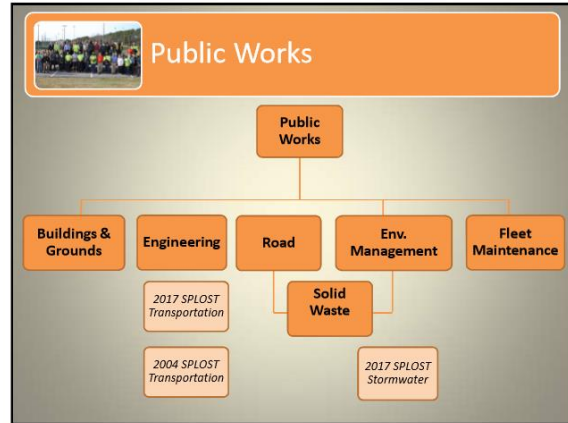 Public Works
Public
Works
Buildings &
Grounds
Engineering
Road
Env.
Management
Fleet
Maintenance
Solid
Waste
2017 SPLOST
Transportation
2004 SPLOST
Transportation
2017 SPLOST
Stormwater